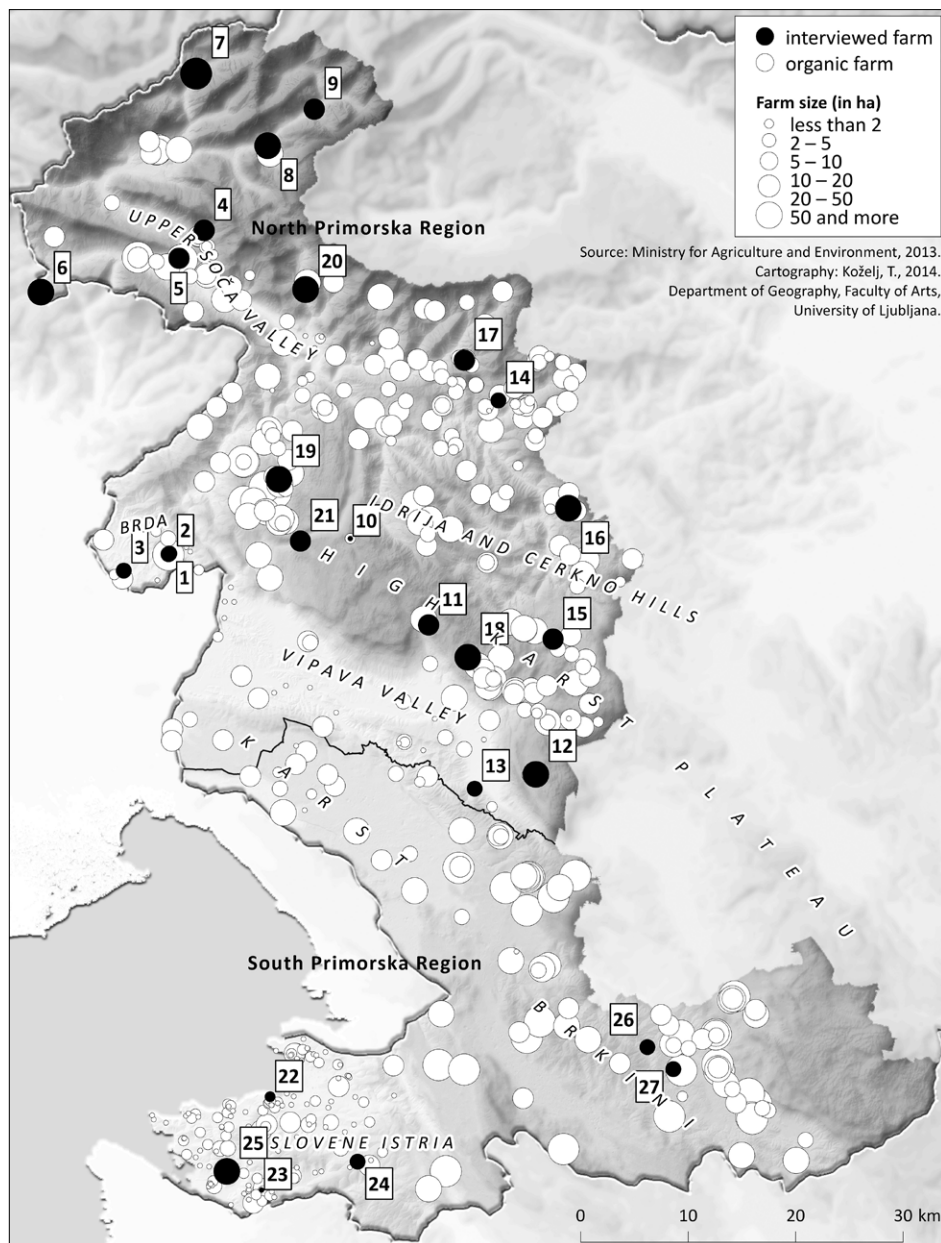 7
interviewed farm
organic farm
Farm size (in ha)
less than 2
2 – 5
5 – 10
10 – 20
20 – 50
50 and more
9
8
4
UPPER SOČA VALLEY
North Primorska Region
Source: Ministry for Agriculture and Environment, 2013.
Cartography: Koželj, T., 2014.
Department of Geography, Faculty of Arts,
University of Ljubljana.
6
5
20
17
14
19
IDRIJA AND CERKNO HILLS
21
10
BRDA
2
3
1
16
HIGH KARST PLATEAU
11
18
15
VIPAVA VALLEY
12
13
KARST
South Primorska Region
BRKINI
26
27
22
25
SLOVENE ISTRIA
23
24
0
10
20
30 km